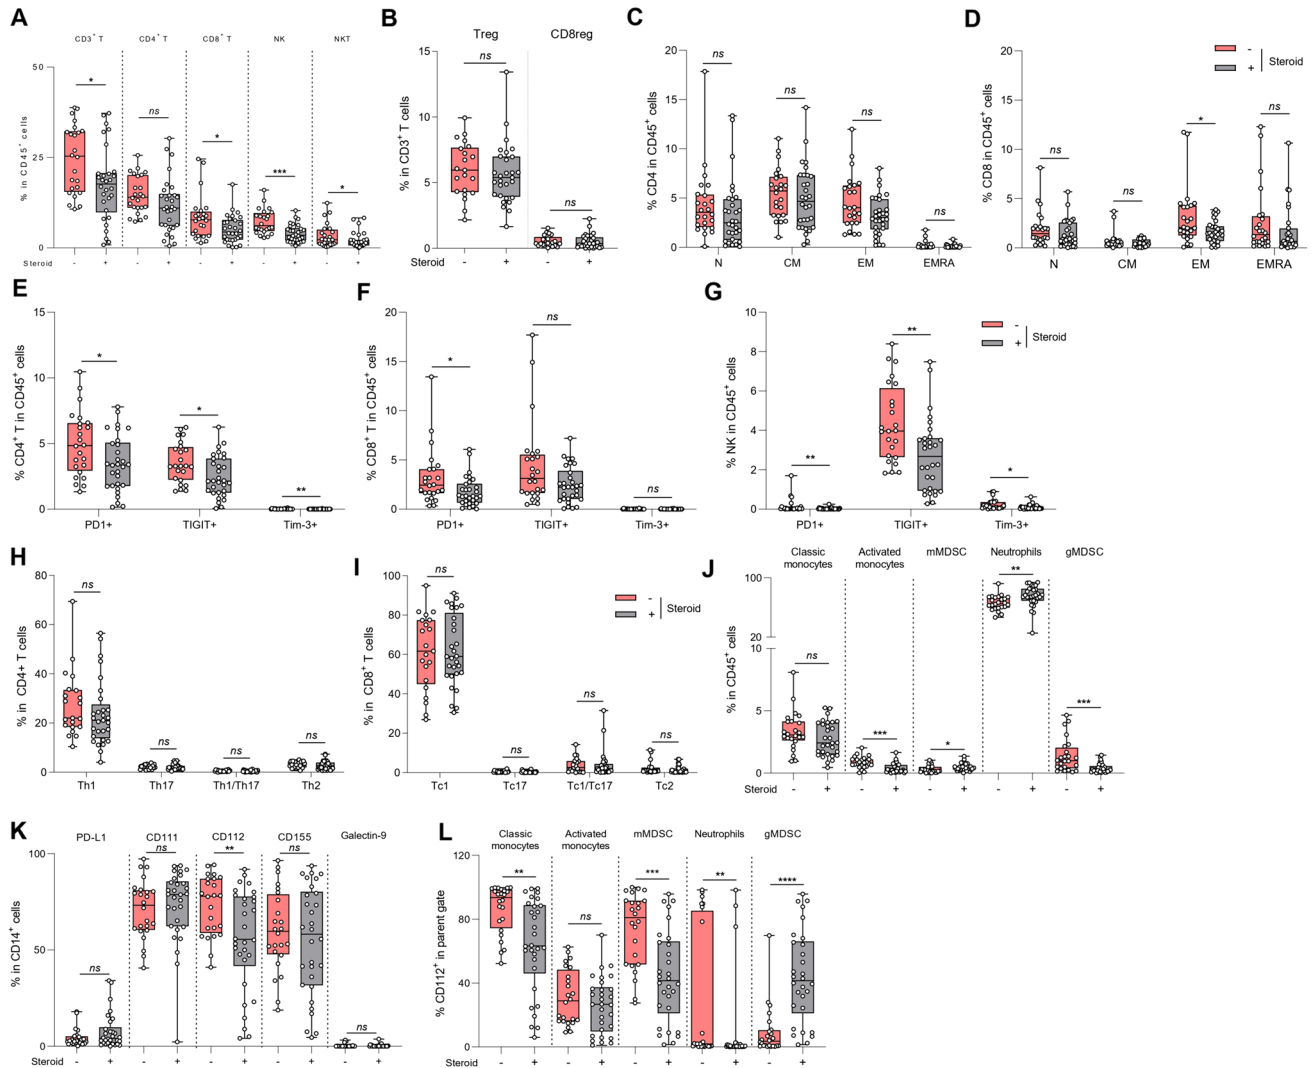 A
CD3+ T
CD4+ T
CD8+ T
NK
NKT
% in CD45+ cells
50
25
0
*
ns
*
***
*
Steroid
- + - + - + - + - +
B
Treg
CD8reg
% in CD3+ T cells
15
10
5
0
ns
ns
Steroid
- + - +
C
% CD4 in CD45+ cells
20
15
10
5
0
ns
ns
ns
ns
N CM EM EMRA
D
% CD8 in CD45+ cells
20
15
10
5
0
ns
ns
*
ns
N CM EM EMRA
-
+
Steroid
E
% CD4+ T in CD45+ cells
15
10
5
0
*
*
**
PD1+ TIGIT+ Tim-3+
F
% CD8+ T in CD45+ cells
20
15
10
5
0
*
ns
ns
PD1+ TIGIT+ Tim-3+
G
% NK in CD45+ cells
10
8
6
4
2
0
**
**
*
PD1+ TIGIT+ Tim-3+
-
+
Steroid
H
% in CD4+ T cells
80
60
40
20
0
ns
ns
ns
ns
Th1 Th17 Th1/Th17 Th2
I
% in CD8+ T cells
100
80
60
40
20
0
ns
ns
ns
ns
Tc1 Tc17 Tc1/Tc17 Tc2
-
+
Steroid
J
Classic
monocytes
Activated
monocytes
mMDSC
Neutrophils
gMDSC
% in CD45+ cells
100
20
10
5
0
ns
***
*
**
***
Steroid
- + - + - + - + - +
K
PD-L1
CD111
CD112
CD155
Galectin-9
% in CD14+ cells
100
50
0
ns
ns
**
ns
ns
Steroid
- + - + - + - + - +
L
Classic
monocytes
Activated
monocytes
mMDSC
Neutrophils
gMDSC
% CD112+ in parent gate
120
80
40
0
**
ns
***
**
****
Steroid
- + - + - + - + - +